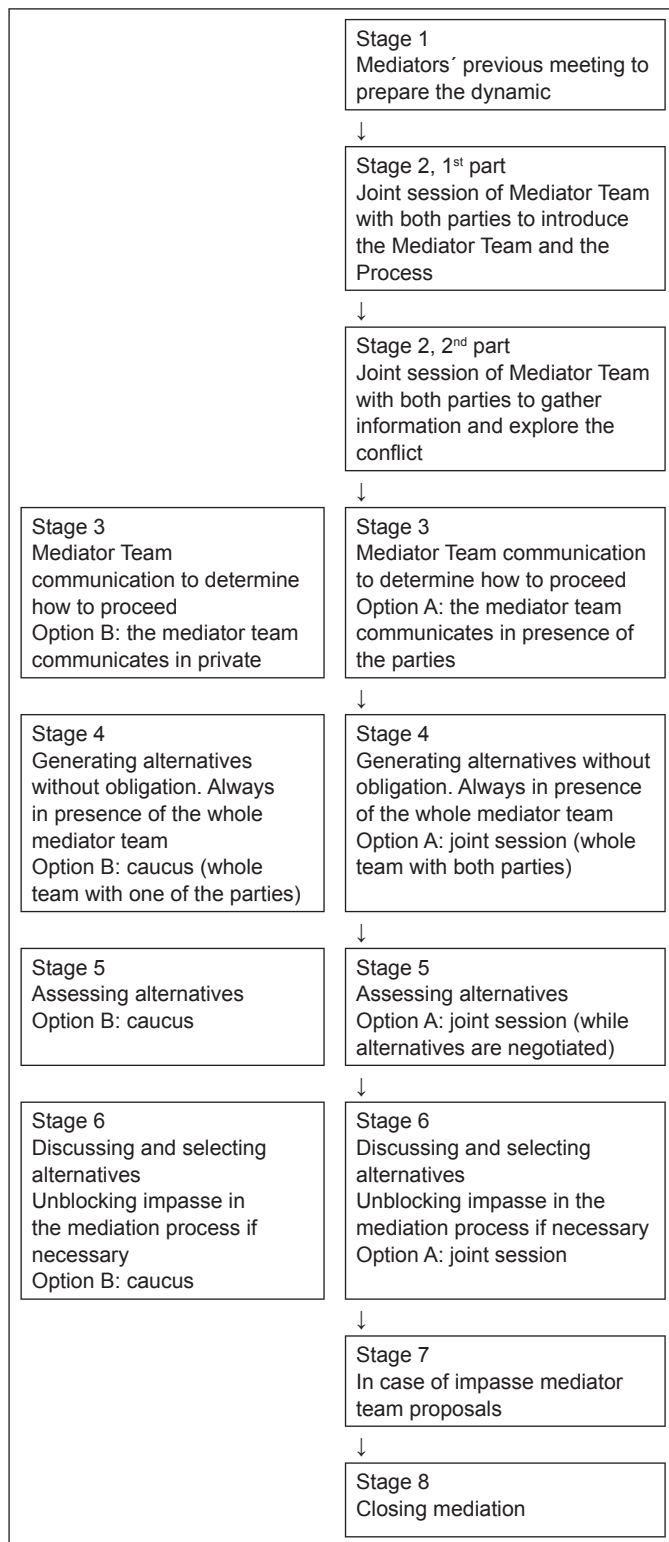 Stage 1
Mediators´ previous meeting to
prepare the dynamic
↓
Stage 2, 1st part
Joint session of Mediator Team
with both parties to introduce
the Mediator Team and the
Process
↓
Stage 2, 2nd part
Joint session of Mediator Team
with both parties to gather
information and explore the
conflict
↓
Stage 3
Mediator Team
communication to determine
how to proceed
Option B: the mediator team
communicates in private
Stage 3
Mediator Team communication
to determine how to proceed
Option A: the mediator team
communicates in presence of
the parties
↓
Stage 4
Generating alternatives
without obligation. Always
in presence of the whole
mediator team
Option B: caucus (whole
team with one of the parties)
Stage 4
Generating alternatives without
obligation. Always in presence
of the whole mediator team
Option A: joint session (whole
team with both parties)
↓
Stage 5
Assessing alternatives
Option B: caucus
Stage 5
Assessing alternatives
Option A: joint session (while
alternatives are negotiated)
↓
Stage 6
Discussing and selecting
alternatives
Unblocking impasse in
the mediation process if
necessary
Option B: caucus
Stage 6
Discussing and selecting
alternatives
Unblocking impasse in the
mediation process if necessary
Option A: joint session
↓
Stage 7
In case of impasse mediator
team proposals
↓
Stage 8
Closing mediation